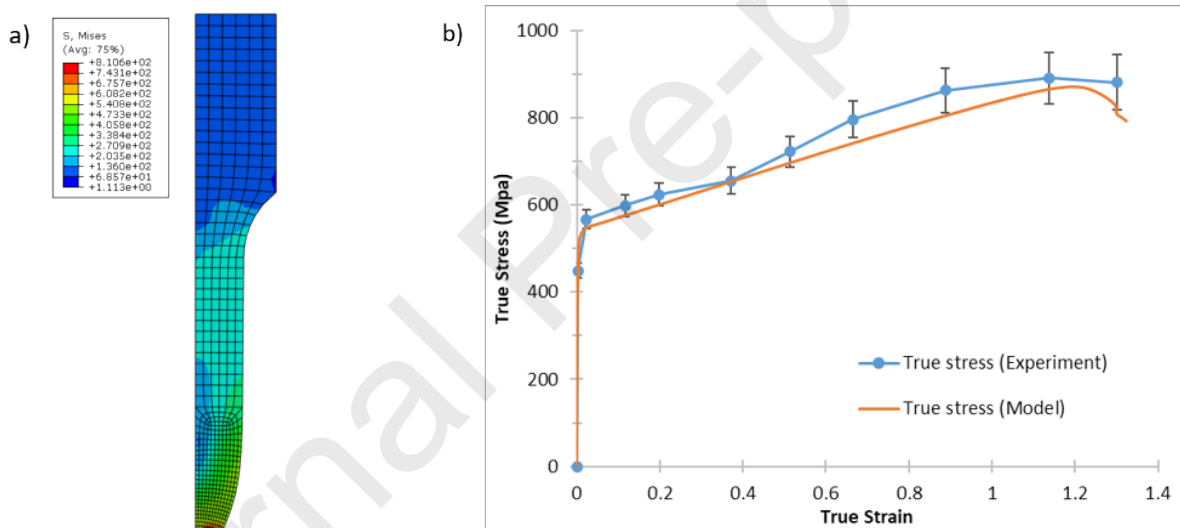 a)
S, Mises
(Avg: 75%)
+8.106e+02
+7.431e+02
+6.757e+02
+6.082e+02
+5.408e+02
+4.733e+02
+4.058e+02
+3.384e+02
+2.709e+02
+2.035e+02
+1.360e+02
+6.857e+01
+1.113e+00
b)
1000
800
600
400
200
0
True Stress (Mpa)
True stress (Experiment)
True stress (Model)
0 0.2 0.4 0.6 0.8 1 1.2 1.4
True Strain
rnal Pre-p